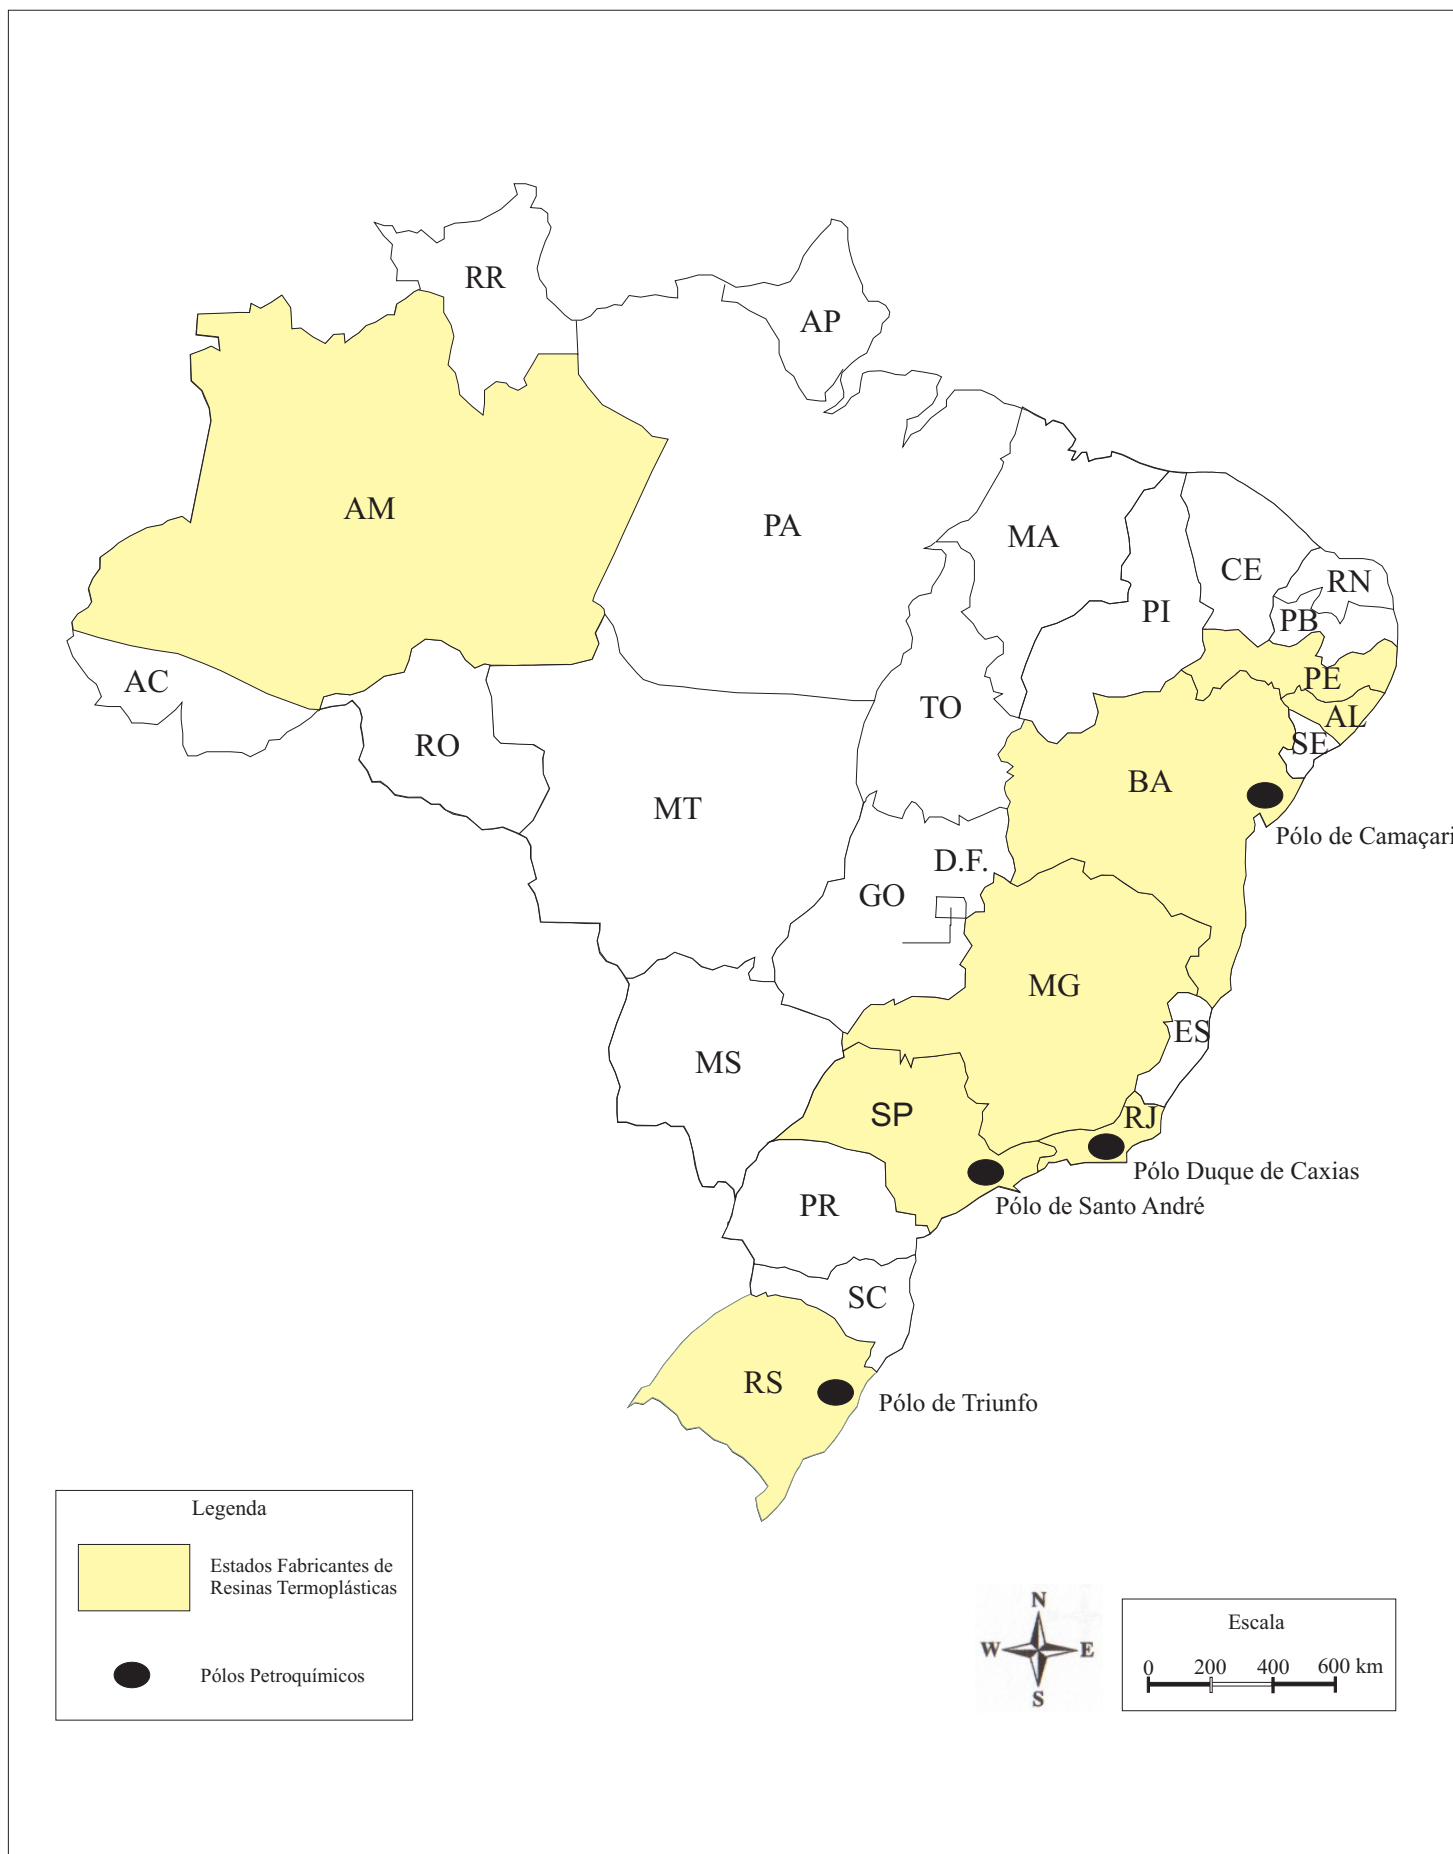 RR
AP
AM
PA
MA
CE
RN
PI
PB
AC
PE
TO
AL
RO
SE
BA
MT
Pólo de Camaçari
D.F.
GO
MG
ES
MS
SP
RJ
Pólo Duque de Caxias
PR
Pólo de Santo André
SC
RS
Pólo de Triunfo
Legenda
Estados Fabricantes de
Resinas Termoplásticas
Pólos Petroquímicos
N
W E
S
Escala
0 200 400 600 km